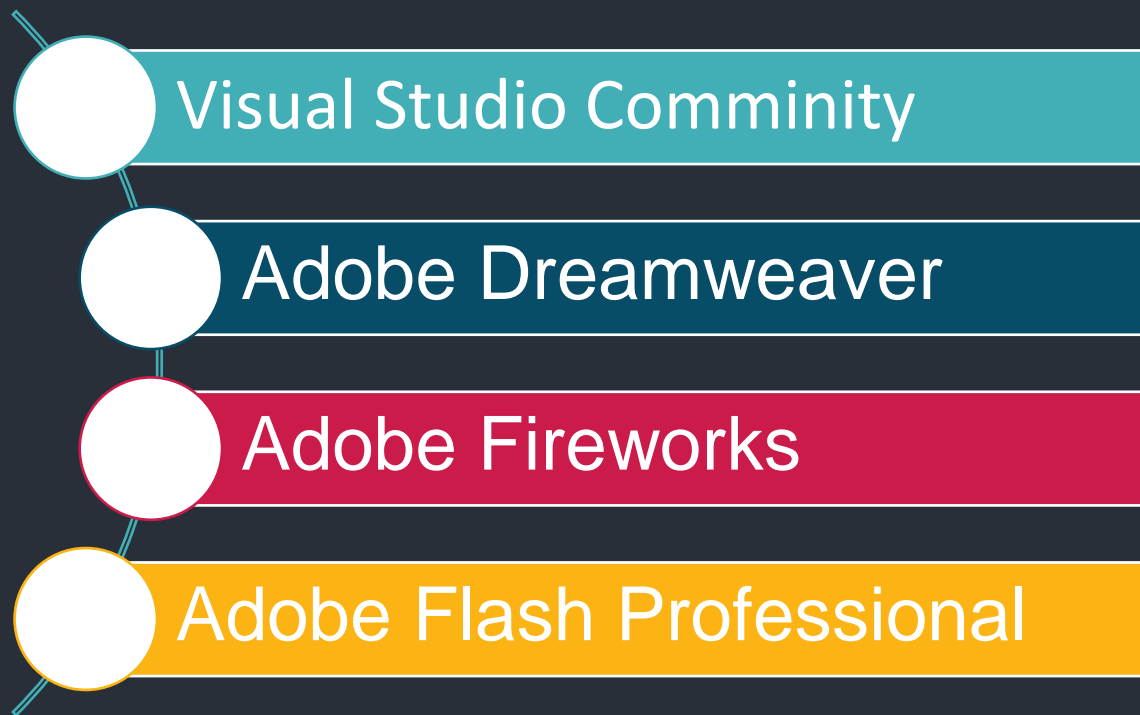 Visual Studio Comminity
Adobe Dreamweaver
Adobe Fireworks
Adobe Flash Professional